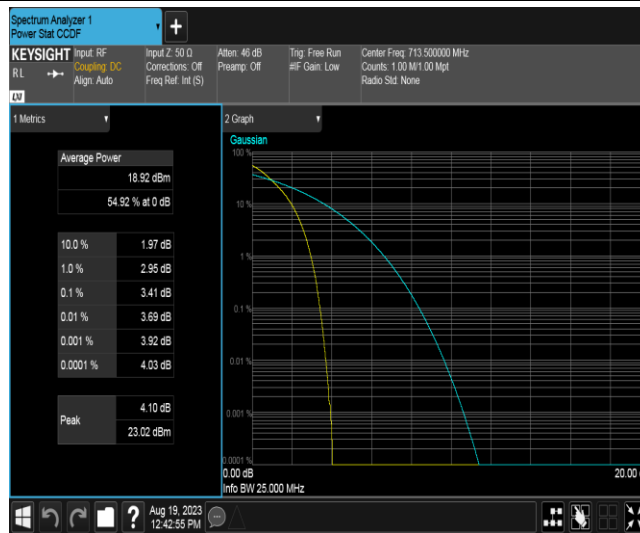 Spectrum Analyzer 1
Power Stat CCDF
+
KEYSIGHT
RL
LXI
Input: RF
Coupling: DC
Align: Auto
Input Z: 50 Ω
Corrections: Off
Freq Ref: Int (S)
Atten: 46 dB
Preamp: Off
Trig: Free Run
#IF Gain: Low
Center Freq: 713.500000 MHz
Counts: 1.00 M/1.00 Mpt
Radio Std: None
1 Metrics
Average Power
18.92 dBm
54.92 % at 0 dB
10.0 % 1.97 dB
1.0 % 2.95 dB
0.1 % 3.41 dB
0.01 % 3.69 dB
0.001 % 3.92 dB
0.0001 % 4.03 dB
Peak
4.10 dB
23.02 dBm
2 Graph
Gaussian
100 %
10 %
1 %
0.1 %
0.01 %
0.001 %
0.0001 %
0.00 dB
20.00
Info BW 25.000 MHz
?
Aug 19, 2023
12:42:55 PM